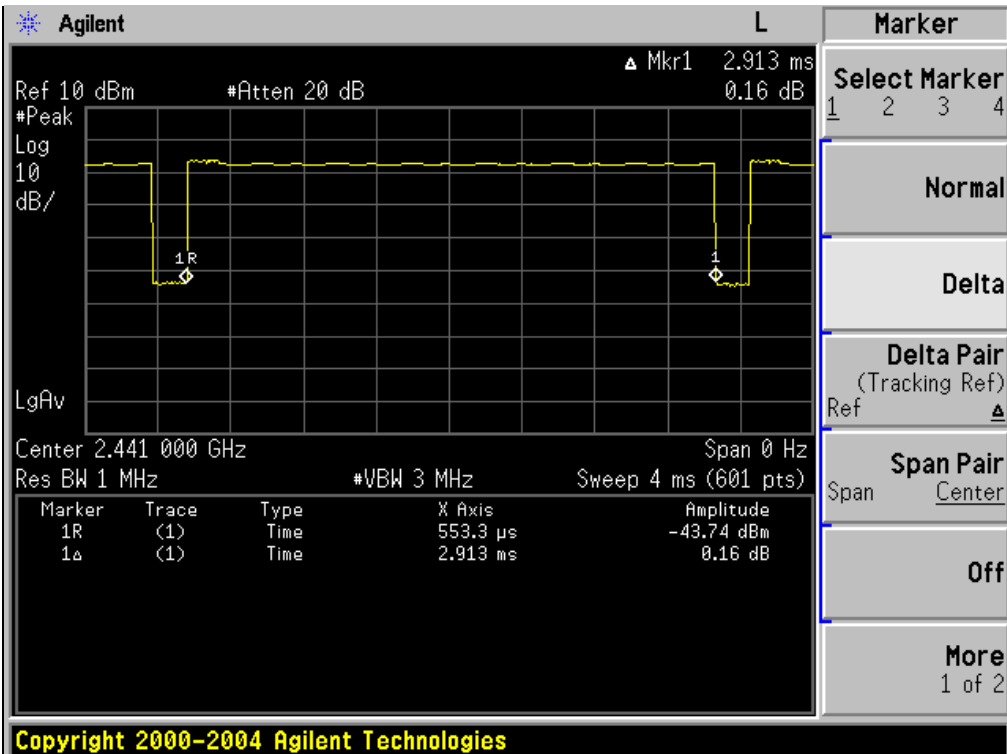 Agilent L
Δ Mkr1 2.913 ms
Ref 10 dBm #Atten 20 dB 0.16 dB
#Peak
Log
10
dB/
1R 1
LgAv
Center 2.441 000 GHz Span 0 Hz
Res BW 1 MHz #VBW 3 MHz Sweep 4 ms (601 pts)
Marker Trace Type X Axis Amplitude
1R (1) Time 553.3 µs -43.74 dBm
1Δ (1) Time 2.913 ms 0.16 dB
Copyright 2000-2004 Agilent Technologies
Marker
Select Marker
1 2 3 4
Normal
Delta
Delta Pair
(Tracking Ref)
Ref Δ
Span Pair
Span Center
Off
More
1 of 2